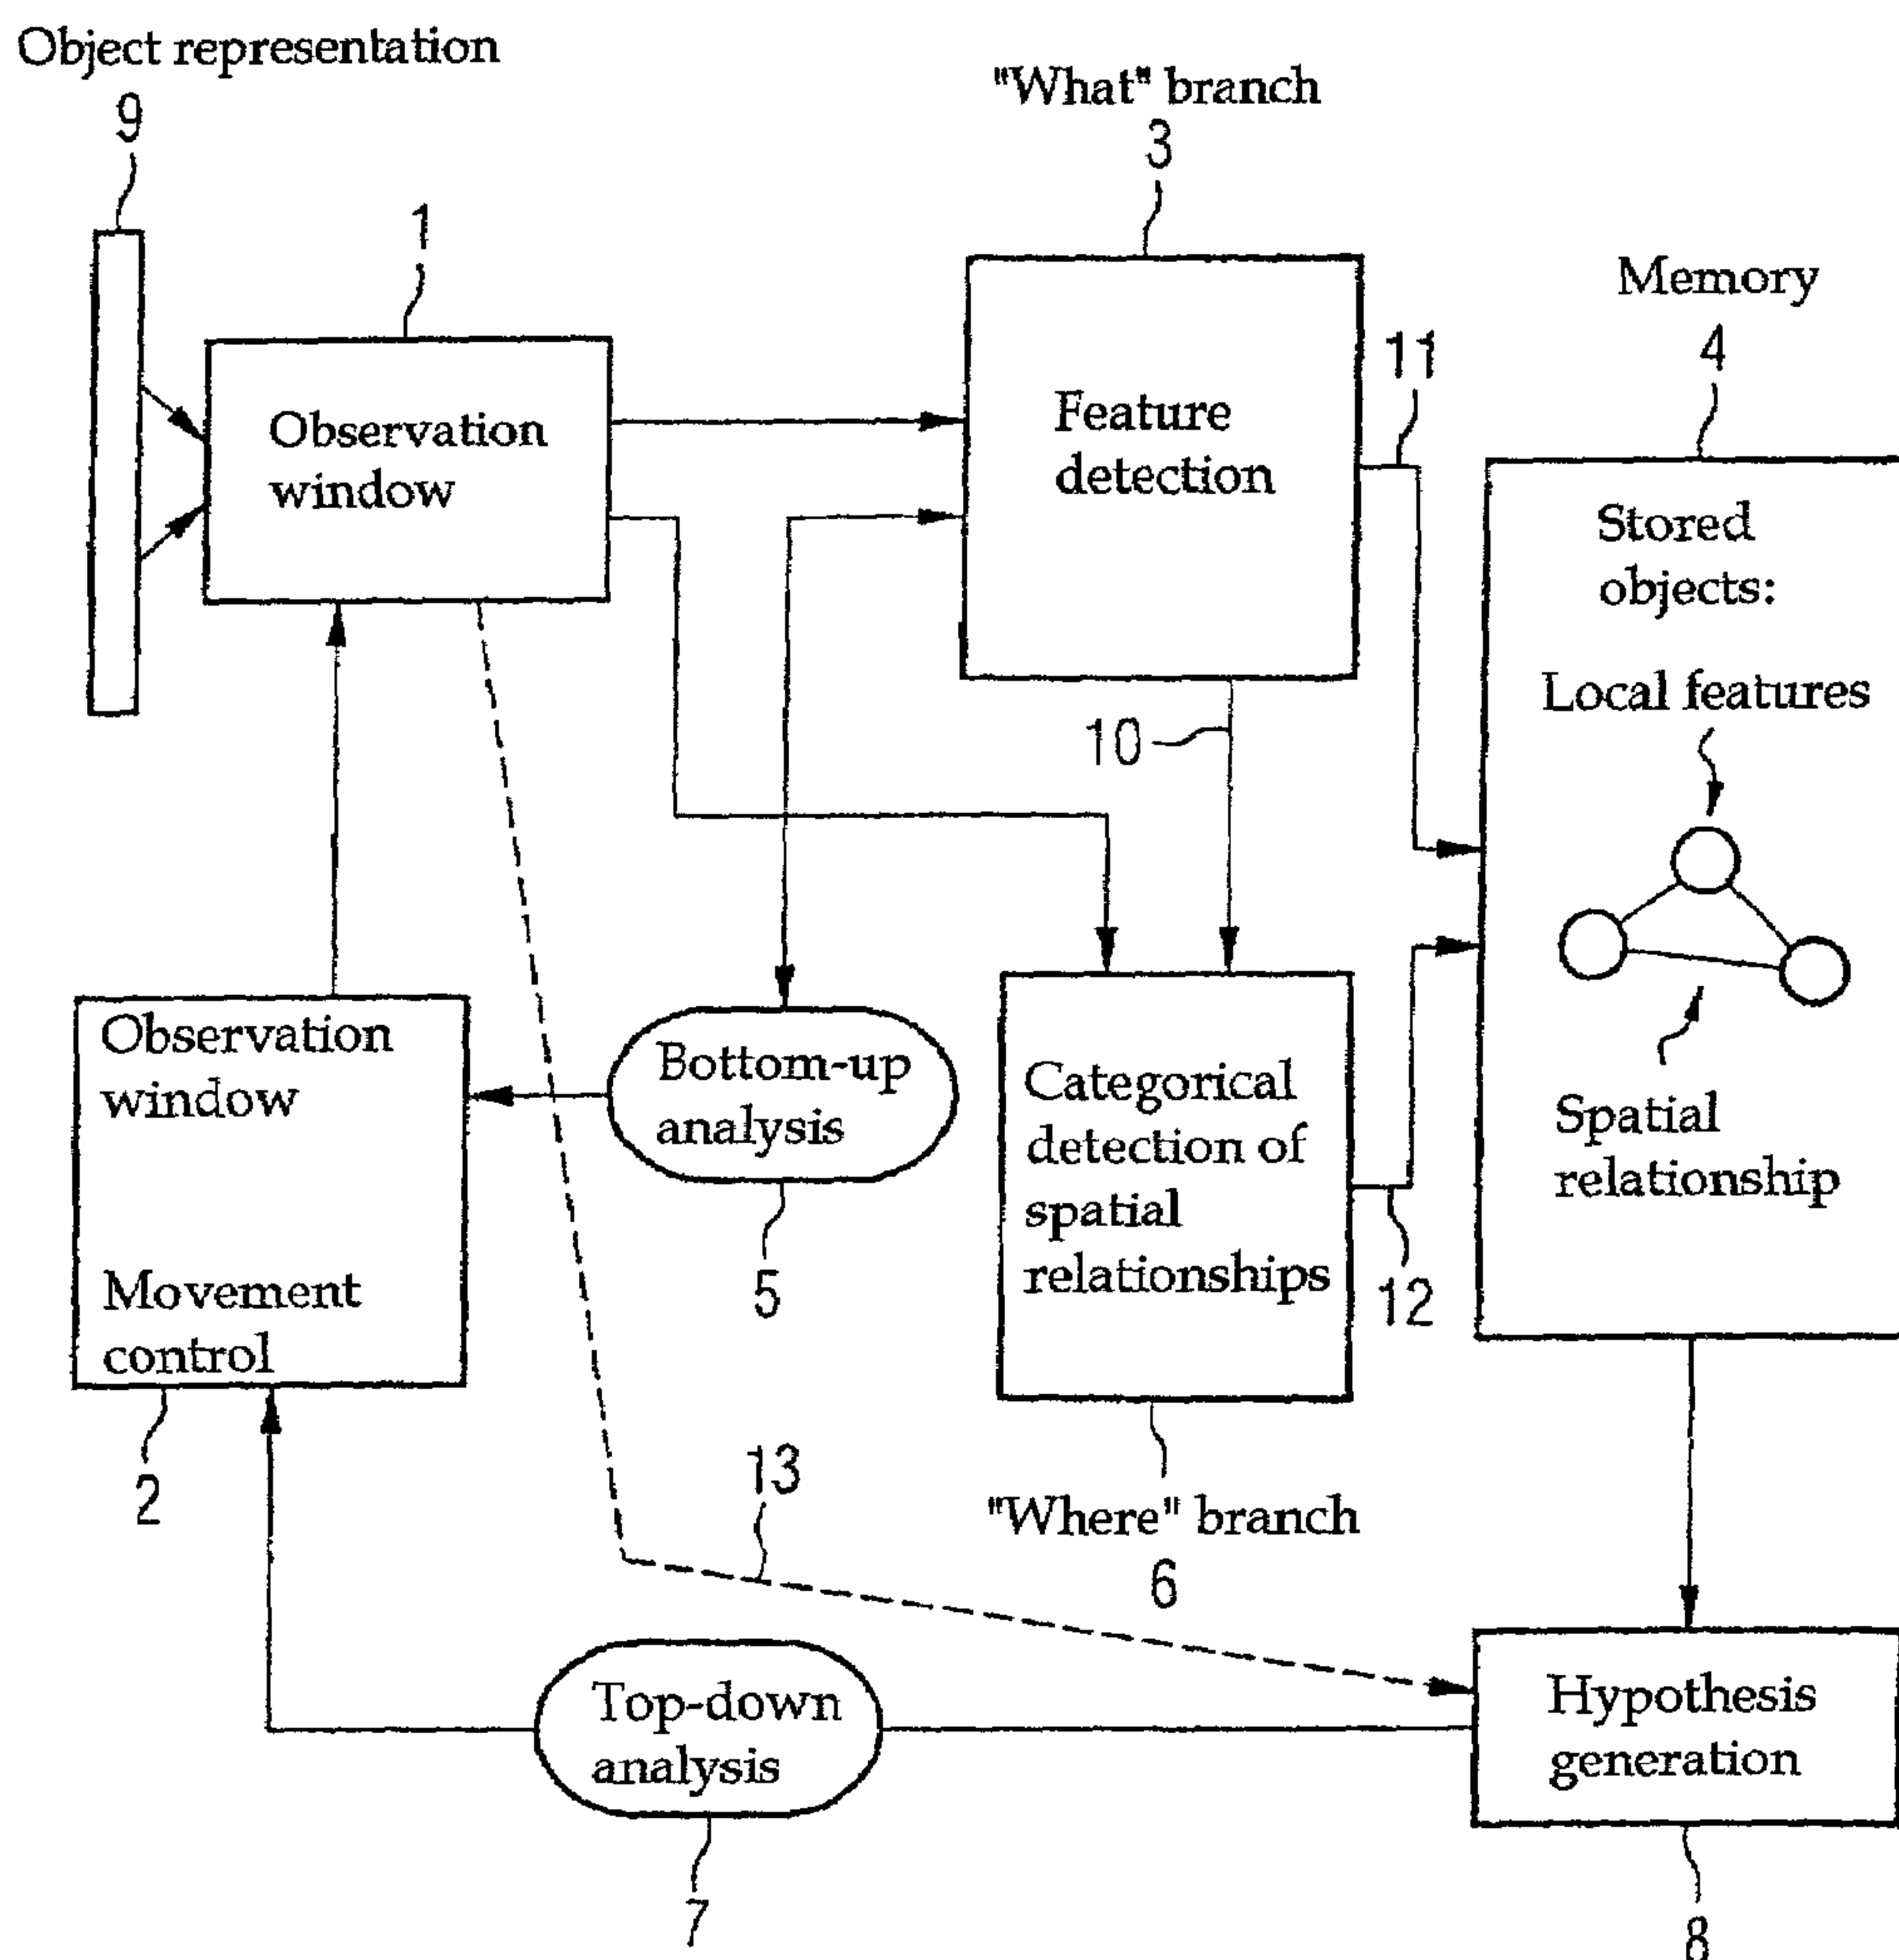 Object representation
9
"What" branch
3
1
Memory
4
11
Observation
window
Feature
detection
Stored
objects:
Local features
10
Observation
window
Movement
control
2
Bottom-up
analysis
5
Categorical
detection of
spatial
relationships
12
Spatial
relationship
13
"Where" branch
6
Top-down
analysis
7
Hypothesis
generation
8